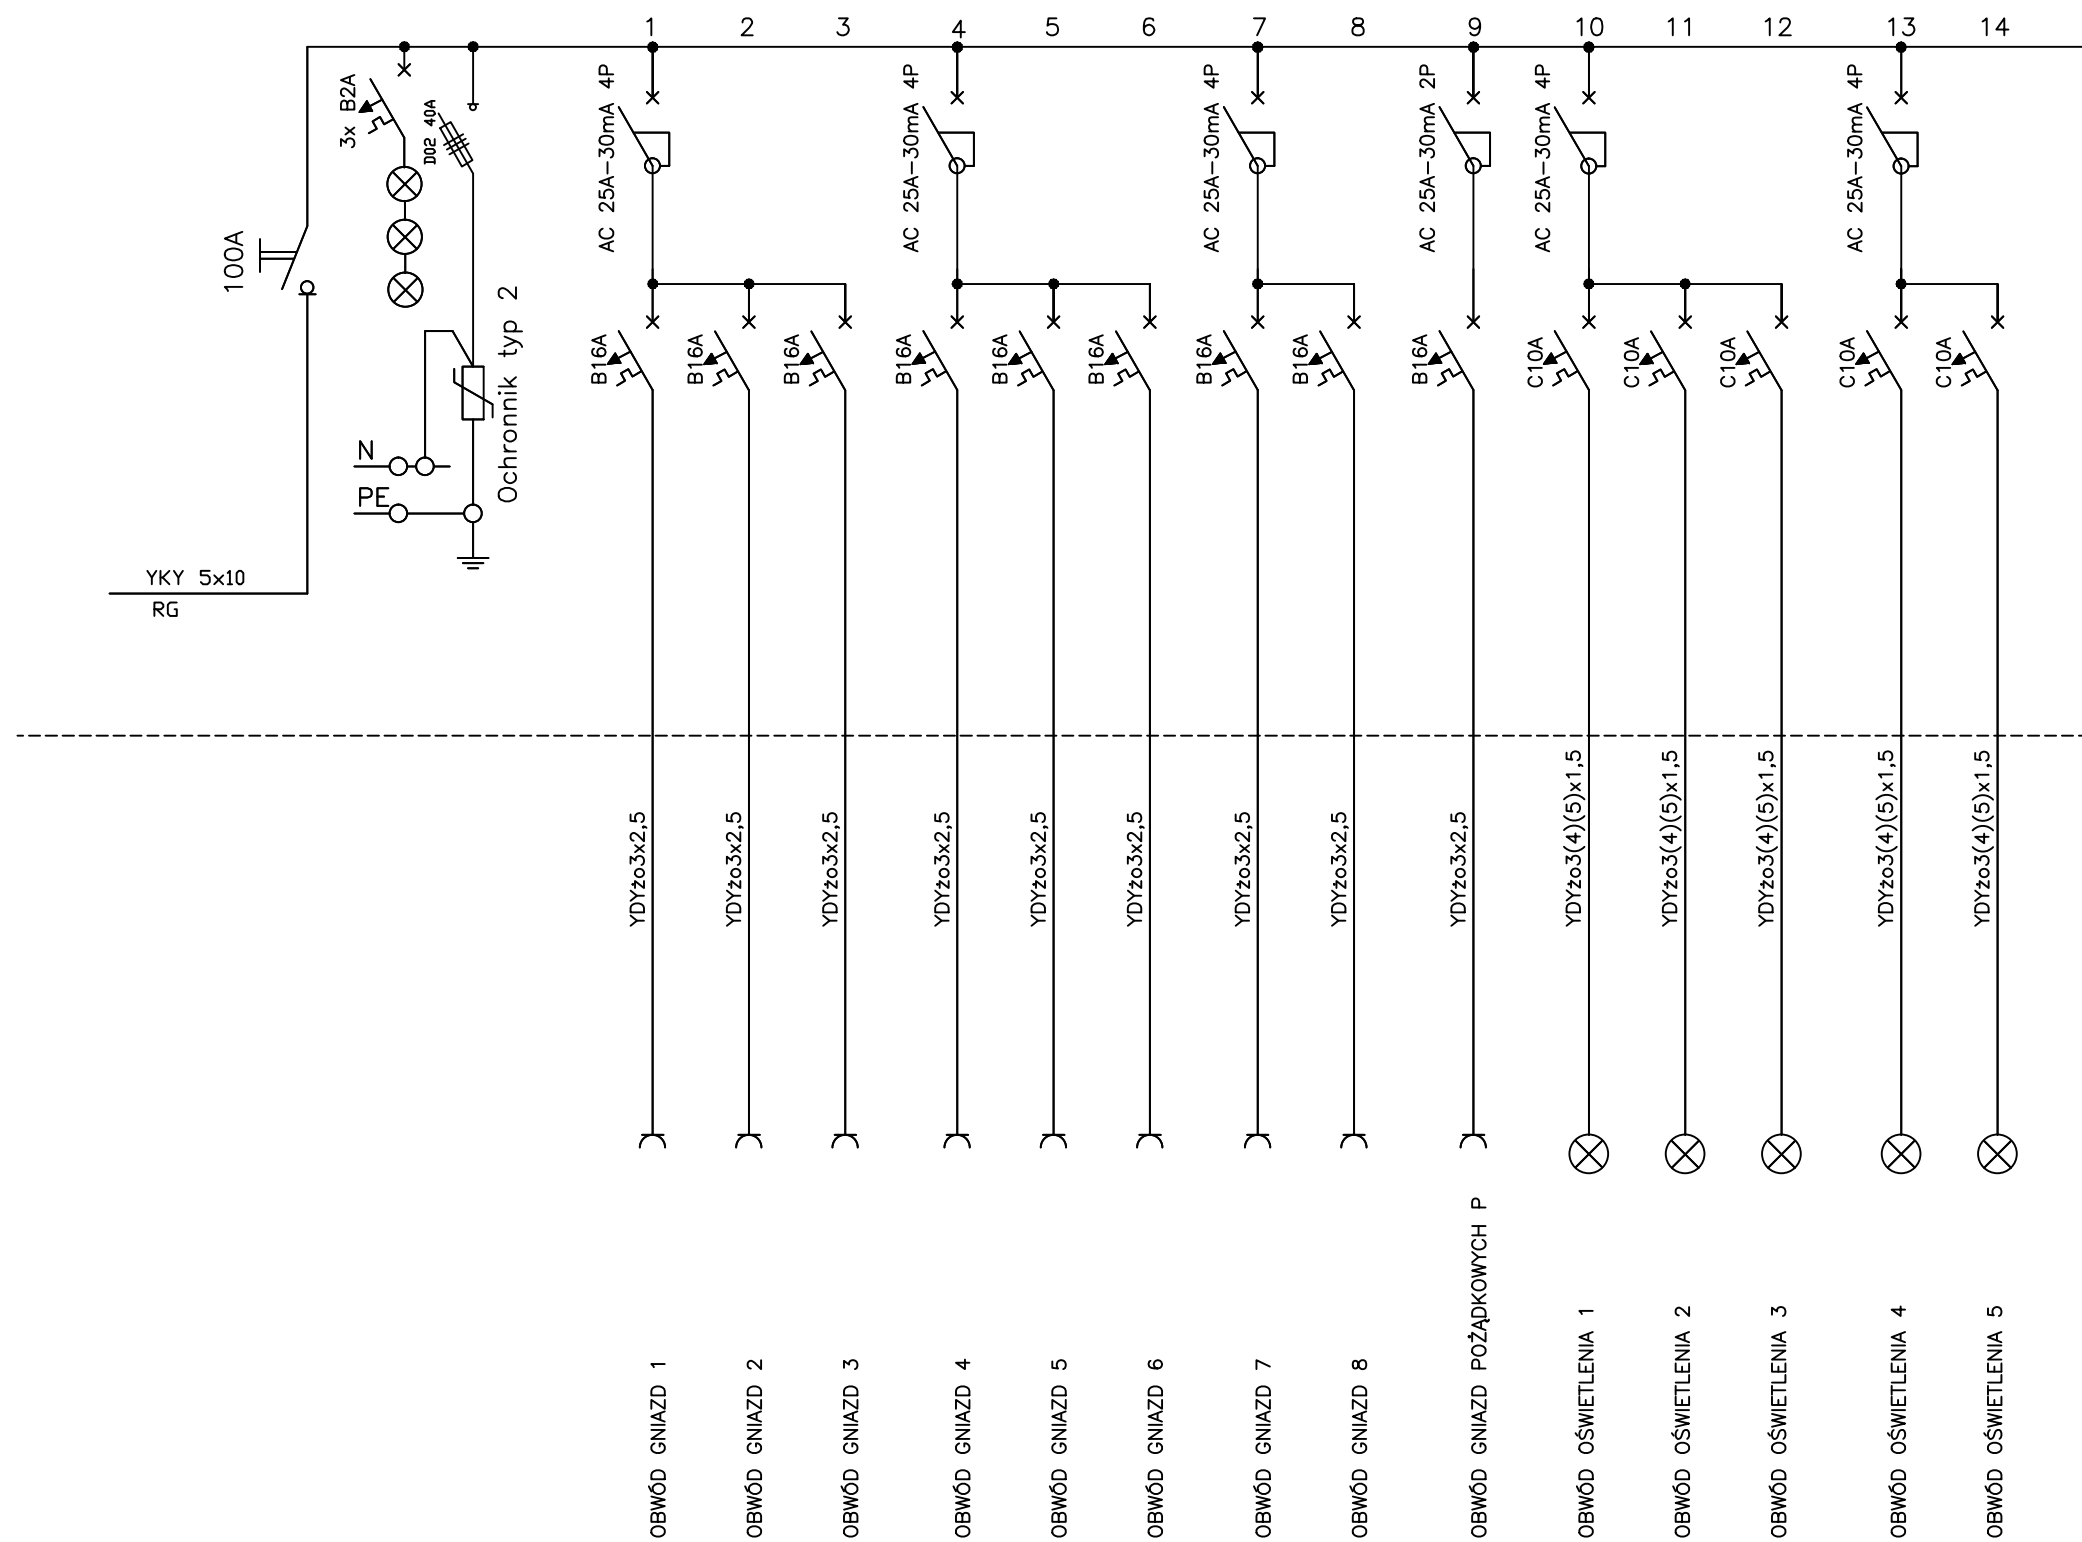 1 2 3 4 5 6 7 8 9 10 11 12 13 14
100A
3x B2A
D02 40A
Ochronnik typ 2
N
PE
YKY 5x10
RG
AC 25A-30mA 4P
AC 25A-30mA 4P
AC 25A-30mA 4P
AC 25A-30mA 2P
AC 25A-30mA 4P
AC 25A-30mA 4P
B16A
B16A
B16A
B16A
B16A
B16A
B16A
B16A
B16A
C10A
C10A
C10A
C10A
C10A
YDYżo3x2,5
YDYżo3x2,5
YDYżo3x2,5
YDYżo3x2,5
YDYżo3x2,5
YDYżo3x2,5
YDYżo3x2,5
YDYżo3x2,5
YDYżo3x2,5
YDYżo3(4)(5)x1,5
YDYżo3(4)(5)x1,5
YDYżo3(4)(5)x1,5
YDYżo3(4)(5)x1,5
YDYżo3(4)(5)x1,5
OBWÓD GNIAZD 1
OBWÓD GNIAZD 2
OBWÓD GNIAZD 3
OBWÓD GNIAZD 4
OBWÓD GNIAZD 5
OBWÓD GNIAZD 6
OBWÓD GNIAZD 7
OBWÓD GNIAZD 8
OBWÓD GNIAZD POŻĄDKOWYCH P
OBWÓD OŚWIETLENIA 1
OBWÓD OŚWIETLENIA 2
OBWÓD OŚWIETLENIA 3
OBWÓD OŚWIETLENIA 4
OBWÓD OŚWIETLENIA 5